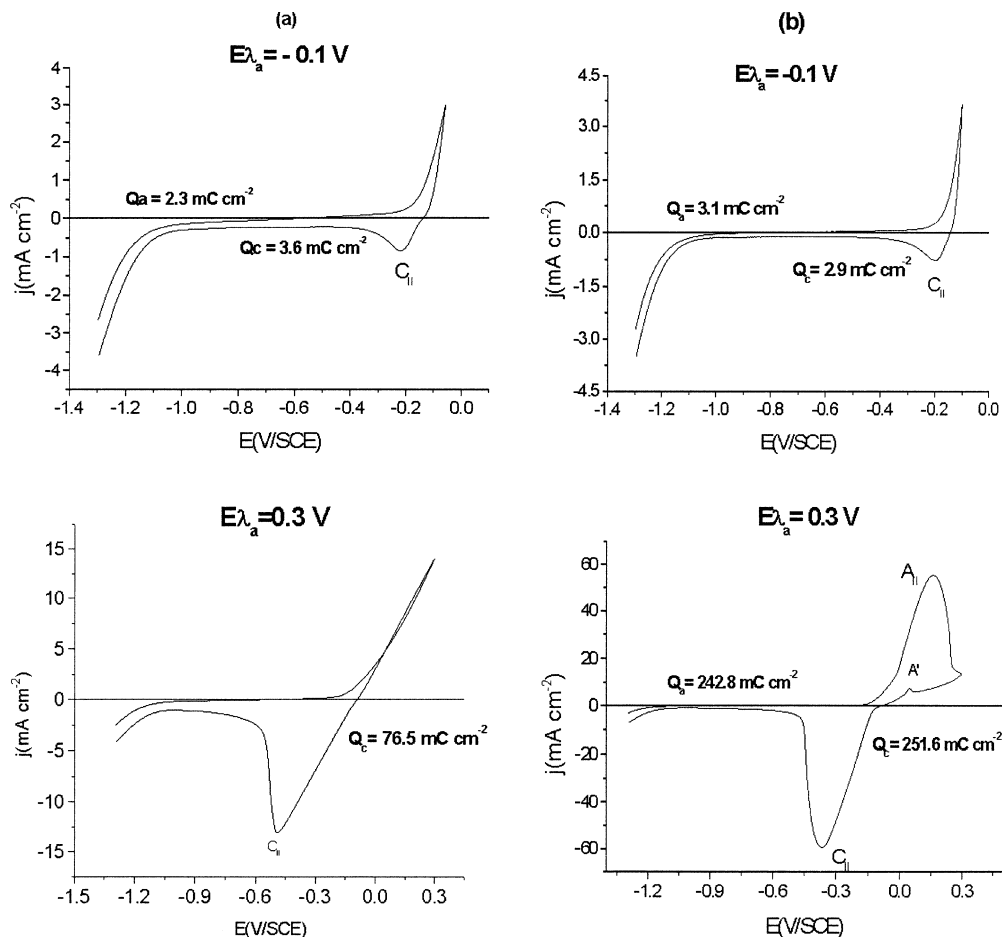 (a)
Eλa = - 0.1 V
4
3
2
1
0
-1
-2
-3
-4
j(mA cm-2)
Qa = 2.3 mC cm-2
Qc = 3.6 mC cm-2
CII
-1.4 -1.2 -1.0 -0.8 -0.6 -0.4 -0.2 0.0
E(V/SCE)
(b)
Eλa = -0.1 V
4.5
3.0
1.5
0.0
-1.5
-3.0
-4.5
j(mA cm-2)
Qa = 3.1 mC cm-2
Qc = 2.9 mC cm-2
CII
-1.4 -1.2 -1.0 -0.8 -0.6 -0.4 -0.2 0.0
E(V/SCE)
Eλa=0.3 V
15
10
5
0
-5
-10
-15
j(mA cm-2)
Qc = 76.5 mC cm-2
CII
-1.5 -1.2 -0.9 -0.6 -0.3 0.0 0.3
E(V/SCE)
Eλa = 0.3 V
60
40
20
0
-20
-40
-60
j(mA cm-2)
AII
A'
Qa = 242.8 mC cm-2
Qc = 251.6 mC cm-2
CII
-1.2 -0.9 -0.6 -0.3 0.0 0.3
E(V/SCE)